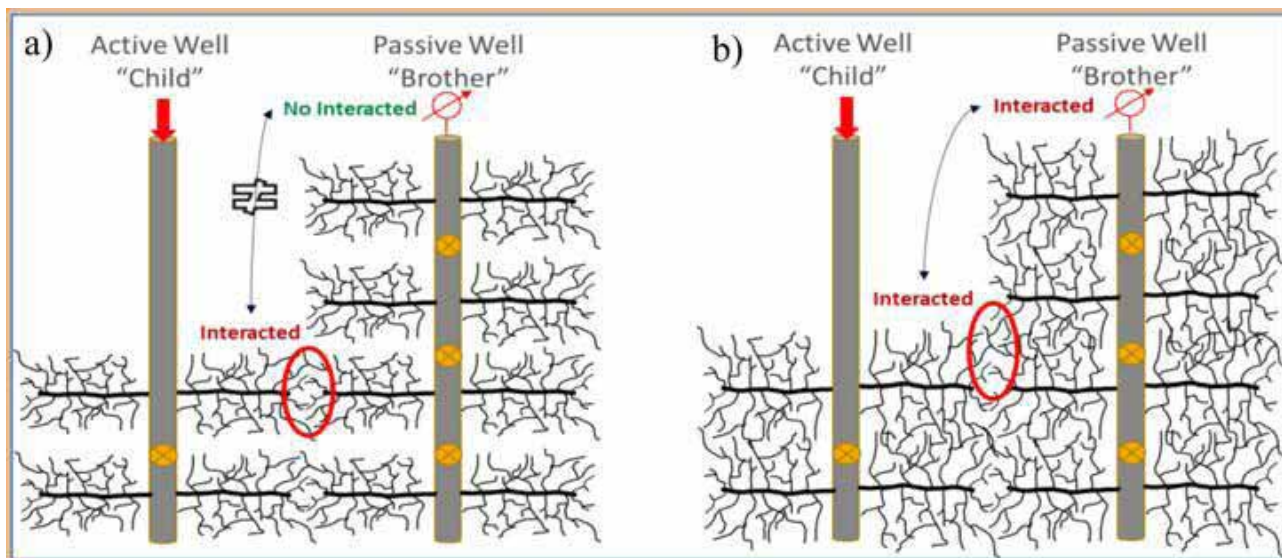 a)
Active Well
"Child"
Passive Well
"Brother"
No Interacted
Interacted
b)
Active Well
"Child"
Passive Well
"Brother"
Interacted
Interacted